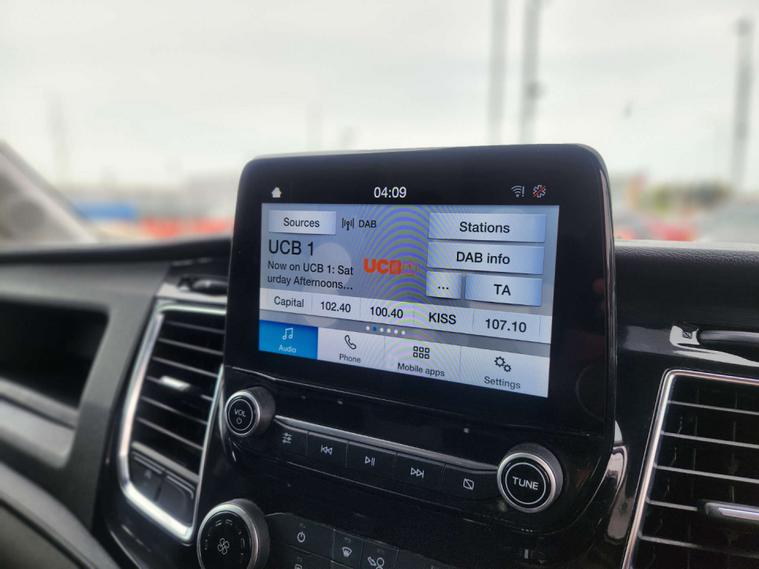 04:09
Sources
DAB
Stations
UCB 1
Now on UCB 1: Sat
urday Afternoons...
DAB info
...
TA
Capital
102.40
100.40
KISS
107.10
Audio
Phone
Mobile apps
Settings
VOL
TUNE